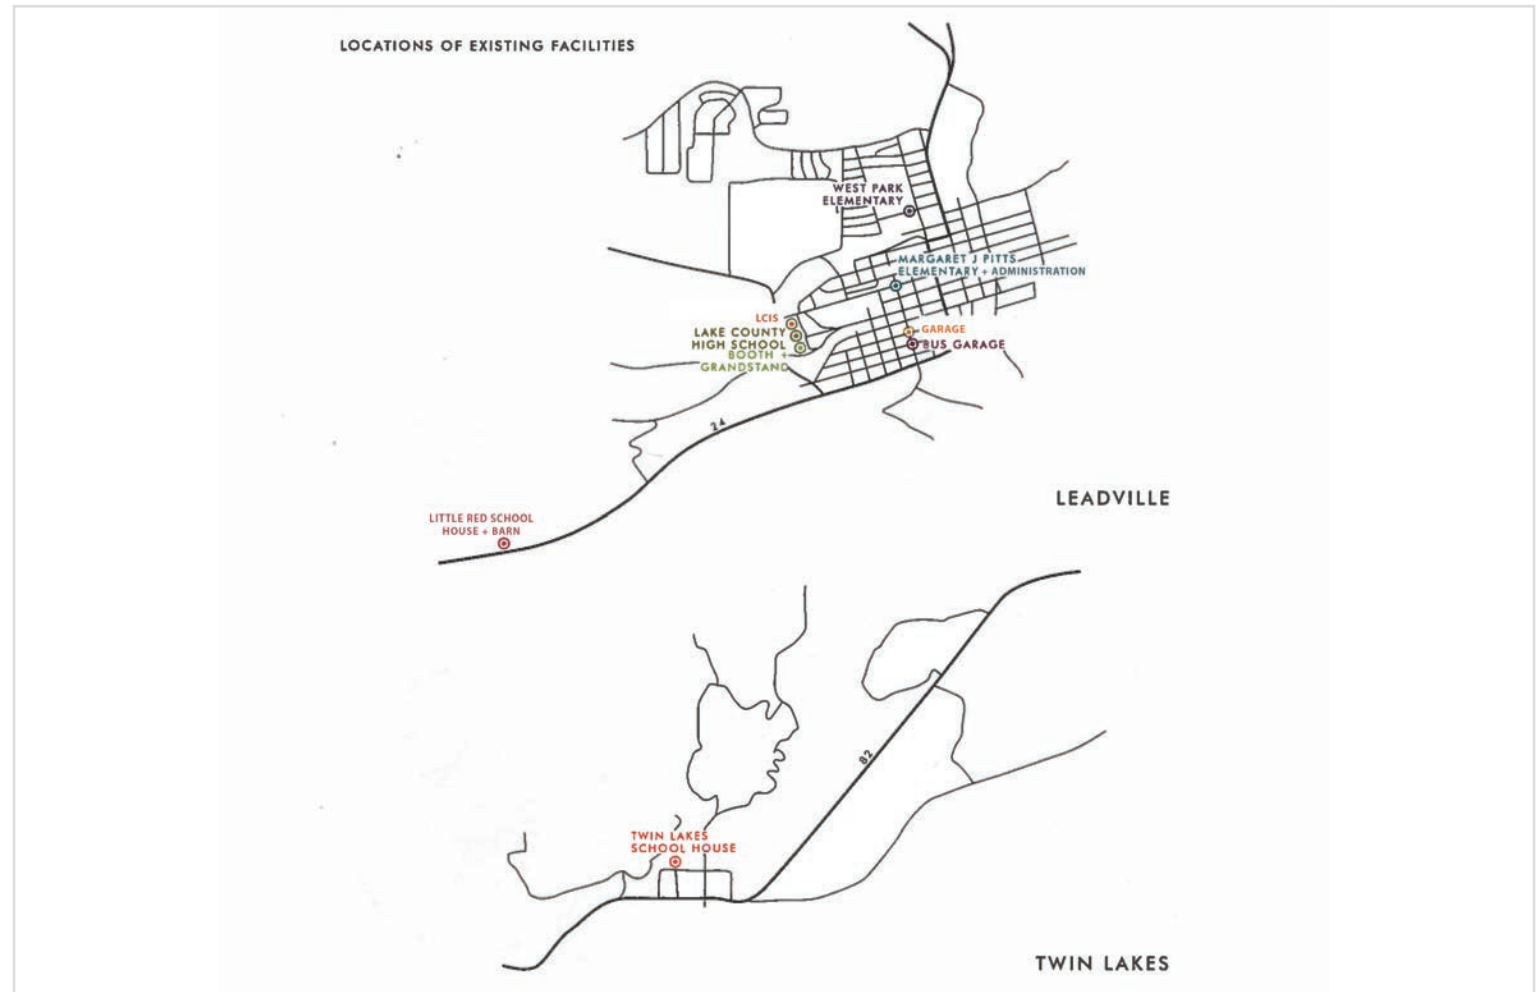 LOCATIONS OF EXISTING FACILITIES
WEST PARK
ELEMENTARY
MARGARET J PITTS
ELEMENTARY + ADMINISTRATION
LCIS
LAKE COUNTY
HIGH SCHOOL
BOOTH +
GRANDSTAND
GARAGE
BUS GARAGE
24
LEADVILLE
LITTLE RED SCHOOL
HOUSE + BARN
82
TWIN LAKES
SCHOOL HOUSE
TWIN LAKES